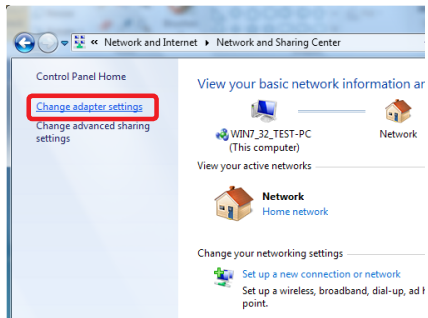 « Network and Internet ▸ Network and Sharing Center
Control Panel Home
Change adapter settings
Change advanced sharing
settings
View your basic network information
WIN7_32_TEST-PC
(This computer)
Network
View your active networks
Network
Home network
Change your networking settings
Set up a new connection or network
Set up a wireless, broadband, dial-up, ad
point.